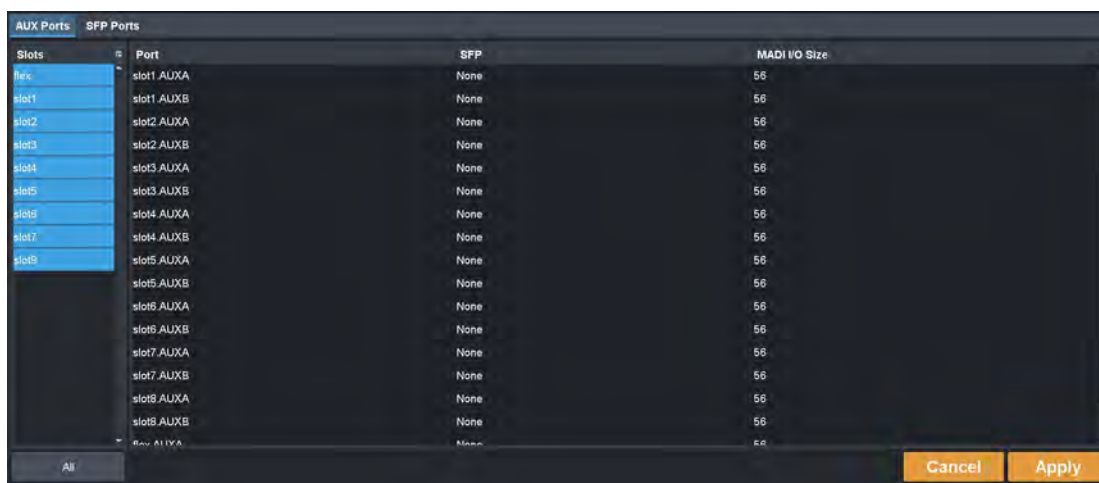 AUX Ports SFP Ports
Slots Port SFP MADI I/O Size
flex slot1.AUXA None 56
slot1 slot1.AUXB None 56
slot2 slot2.AUXA None 56
slot3 slot2.AUXB None 56
slot4 slot3.AUXA None 56
slot5 slot3.AUXB None 56
slot6 slot4.AUXA None 56
slot7 slot4.AUXB None 56
slot9 slot5.AUXA None 56
slot5.AUXB None 56
slot6.AUXA None 56
slot6.AUXB None 56
slot7.AUXA None 56
slot7.AUXB None 56
slot8.AUXA None 56
slot8.AUXB None 56
flex.AUXA None 56
All Cancel Apply